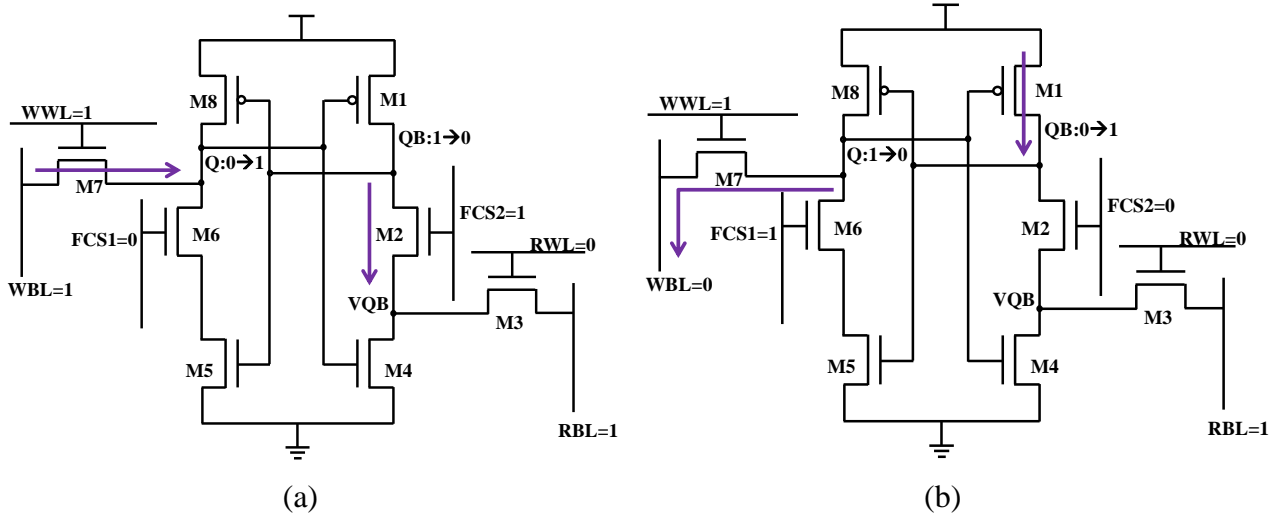 M8
M1
WWL=1
QB:1→0
Q:0→1
M7
FCS2=1
FCS1=0
M6
M2
RWL=0
WBL=1
VQB
M3
M5
M4
RBL=1
(a)
M8
M1
WWL=1
QB:0→1
Q:1→0
M7
FCS2=0
FCS1=1
M6
M2
RWL=0
WBL=0
VQB
M3
M5
M4
RBL=1
(b)